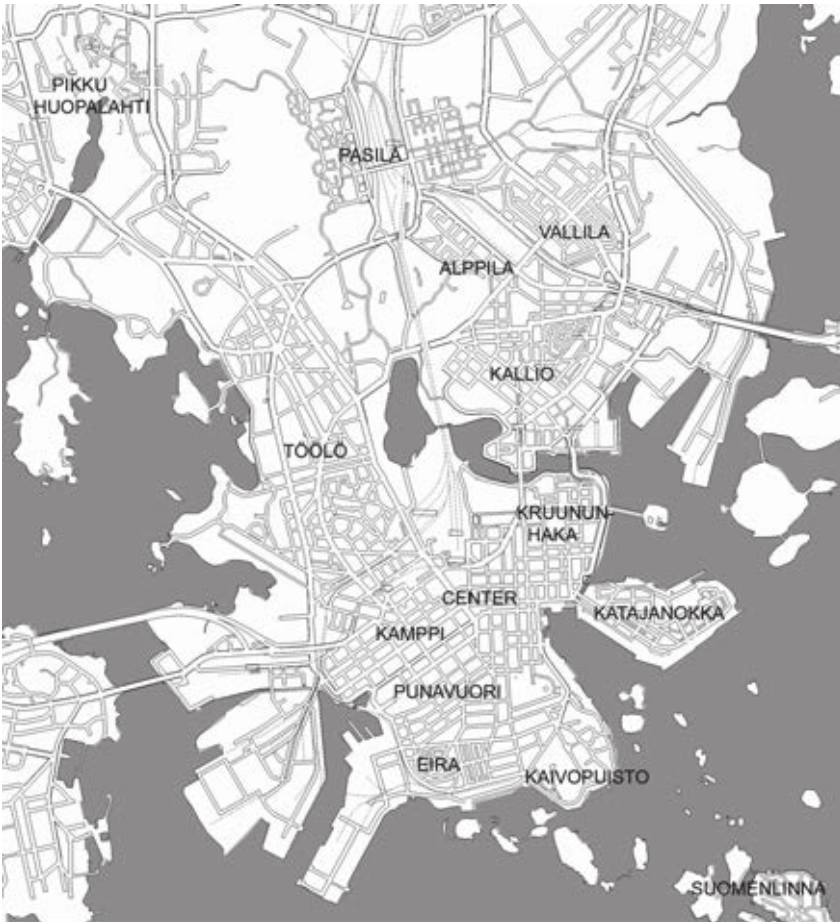 PIKKU
HUOPALAHTI
PASILA
VALLILA
ALPPILA
KALLIO
TÖÖLÖ
KRUUNUN-
HAKA
CENTER
KATAJANOKKA
KAMPPI
PUNAVUORI
EIRA
KAIVOPUISTO
SUOMENLINNA